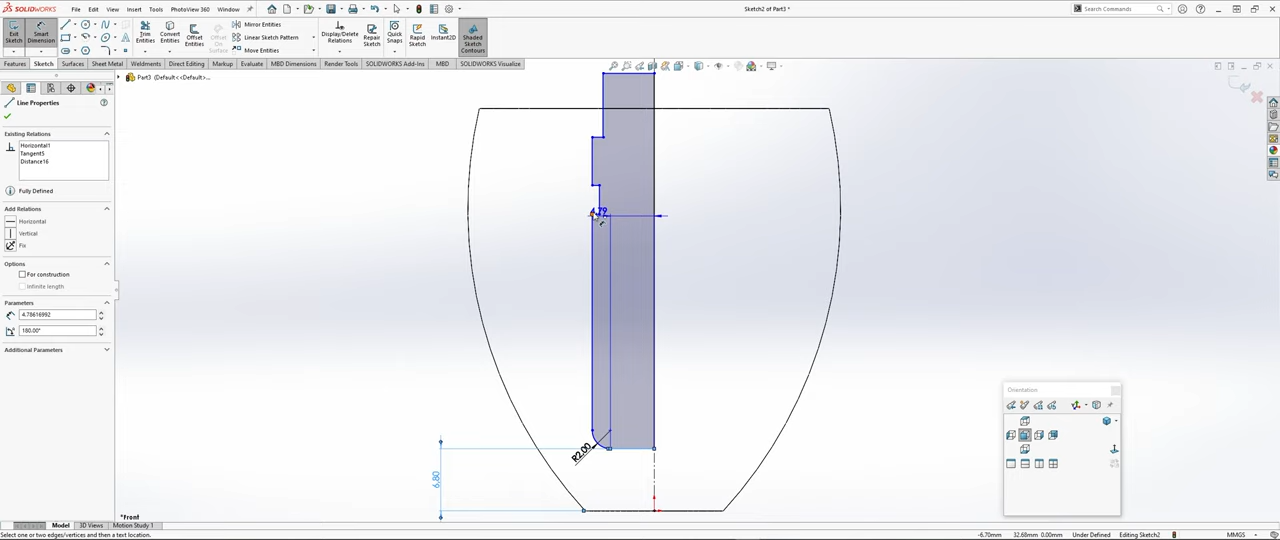 SOLIDWORKS File Edit View Insert Tools PhotoView 360 Window Sketch2 of Part3 * Search Commands
Exit Sketch Smart Dimension Trim Entities Convert Entities Offset Entities Offset On Surface Mirror Entities Linear Sketch Pattern Move Entities Display/Delete Relations Repair Sketch Quick Snaps Rapid Sketch Instant2D Shaded Sketch Contours
Features Sketch Surfaces Sheet Metal Weldments Direct Editing Markup Evaluate MBD Dimensions Render Tools SOLIDWORKS Add-Ins MBD SOLIDWORKS Visualize
Part3 (Default<<Default>...
Line Properties
Existing Relations
Horizontal1
Tangent5
Distance16
Fully Defined
Add Relations
Horizontal
Vertical
Fix
Options
For construction
Infinite length
Parameters
4.78616992
180.00°
Additional Parameters
4.79
R2.00
6.80
Orientation
*Front
Model 3D Views Motion Study 1
Select one or two edges/vertices and then a text location. -6.70mm 32.68mm 0.00mm Under Defined Editing Sketch2 MMGS